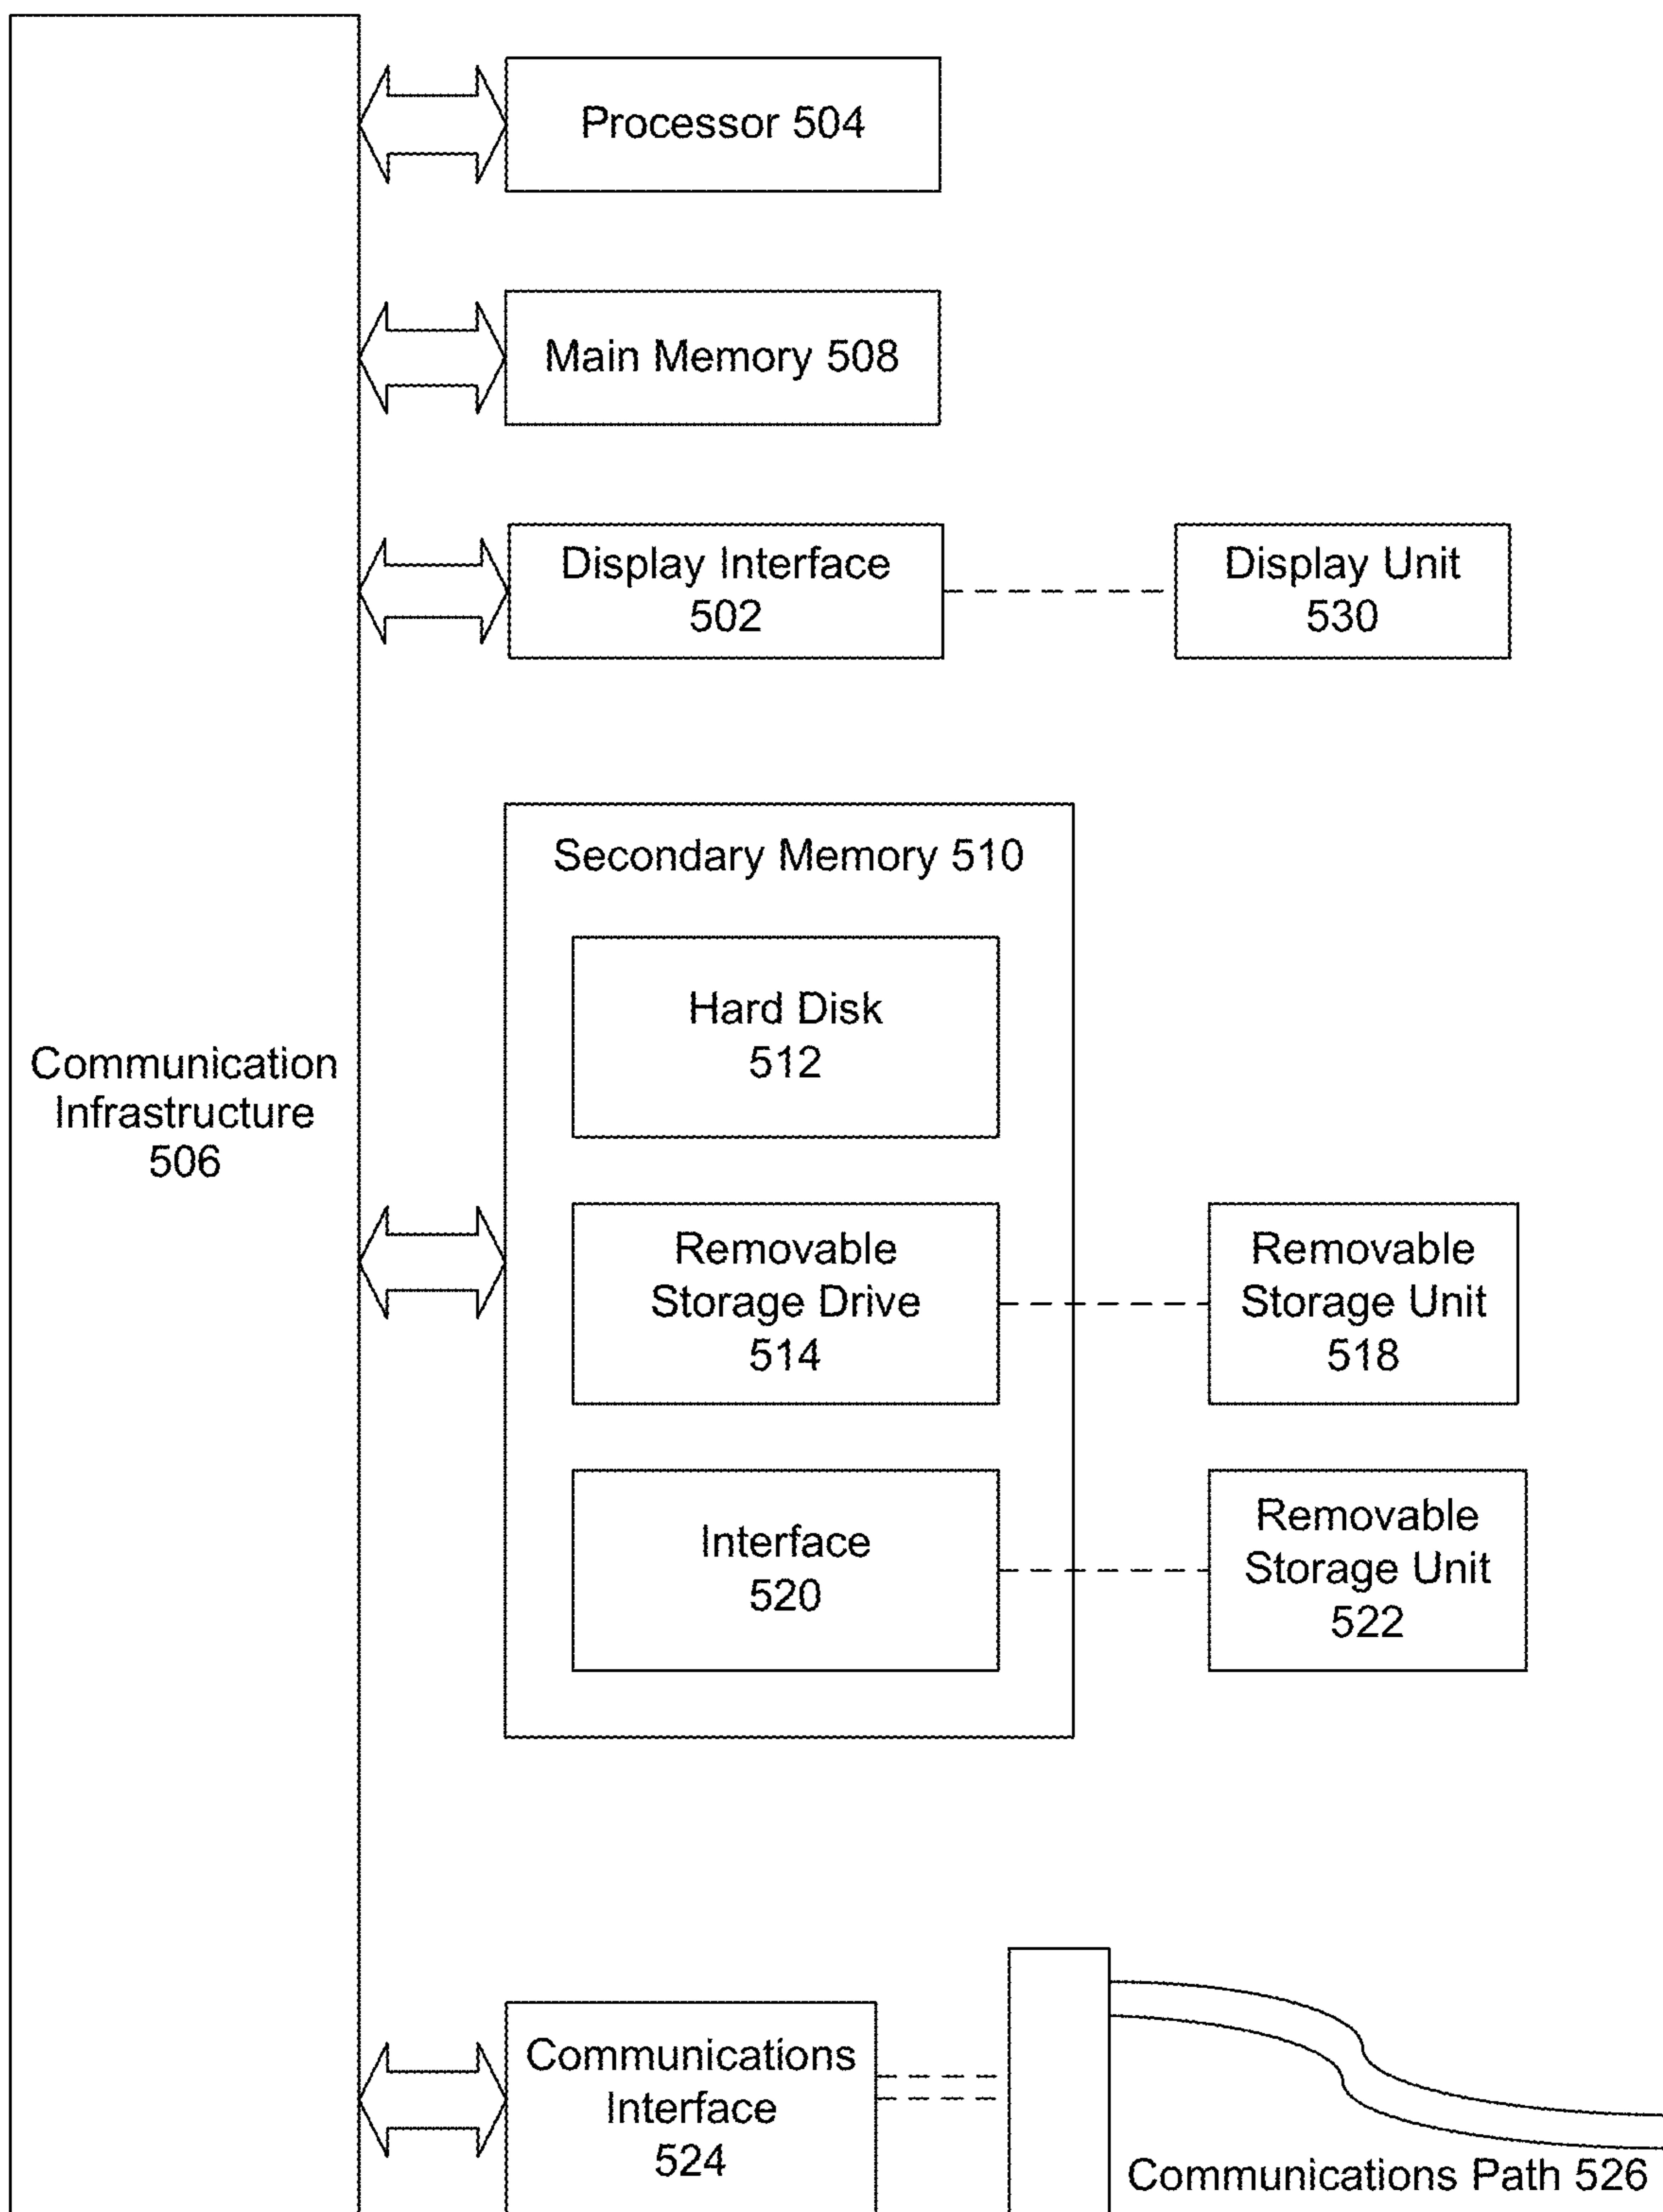 Processor 504
Main Memory 508
Display Interface
502
Display Unit
530
Secondary Memory 510
Hard Disk
512
Communication
Infrastructure
506
Removable
Storage Drive
514
Removable
Storage Unit
518
Interface
520
Removable
Storage Unit
522
Communications
Interface
524
Communications Path 526